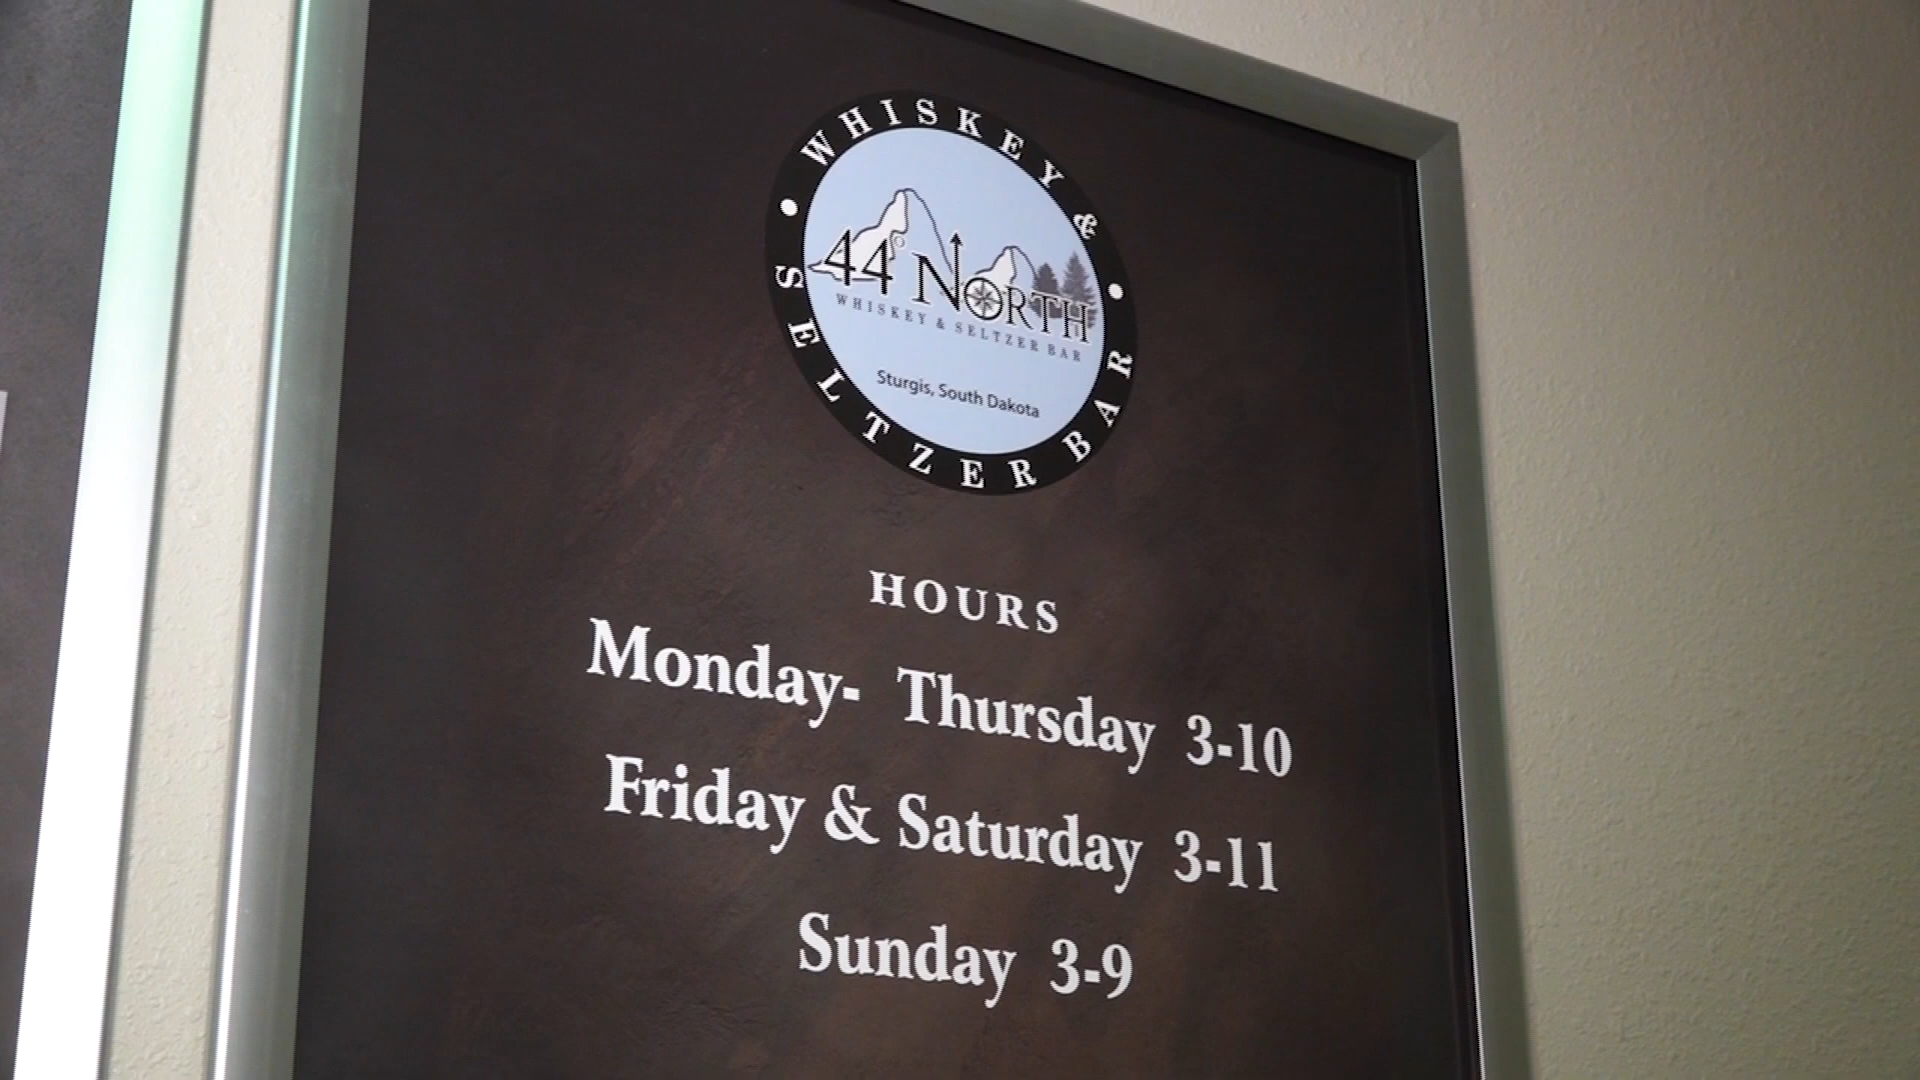 WHISKEY & SELTZER BAR
44° NORTH
WHISKEY & SELTZER BAR
Sturgis, South Dakota
HOURS
Monday- Thursday 3-10
Friday & Saturday 3-11
Sunday 3-9